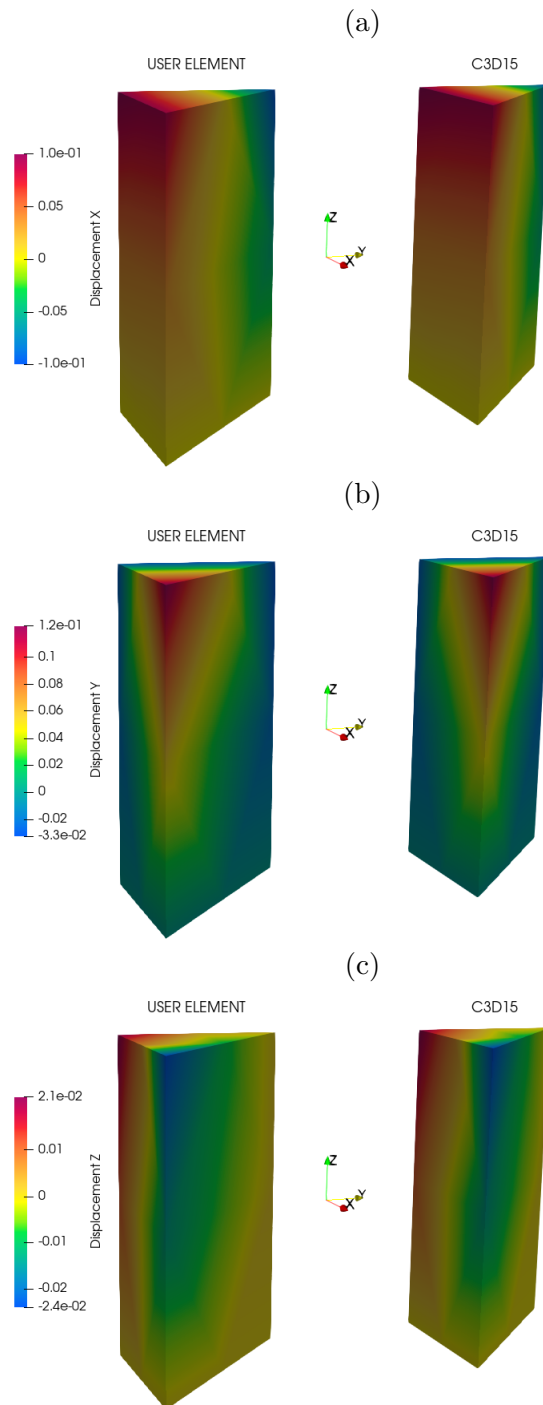 (a)
USER ELEMENT
C3D15
1.0e-01
0.05
0
-0.05
-1.0e-01
Displacement X
Z
Y
X
(b)
USER ELEMENT
C3D15
1.2e-01
0.1
0.08
0.06
0.04
0.02
0
-0.02
-3.3e-02
Displacement Y
Z
Y
X
(c)
USER ELEMENT
C3D15
2.1e-02
0.01
0
-0.01
-0.02
-2.4e-02
Displacement Z
Z
Y
X